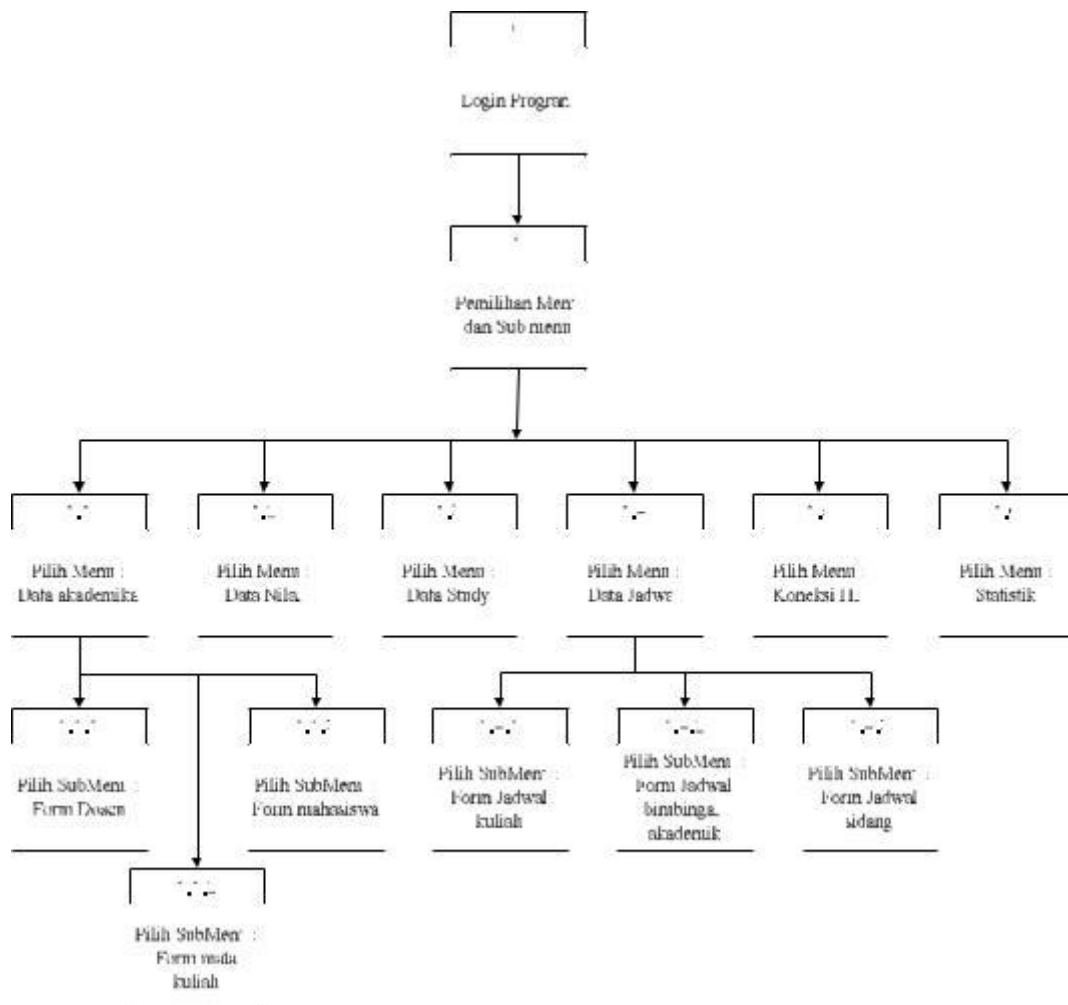 Login Program
Pemilihan Menu
dan Sub menu
Pilih Menu :
Data akademika
Pilih Menu :
Data Nilai
Pilih Menu :
Data Study
Pilih Menu :
Data Jadwal
Pilih Menu :
Koneksi
Pilih Menu :
Statistik
Pilih SubMenu :
Form Dosen
Pilih SubMenu :
Form mahasiswa
Pilih SubMenu :
Form Jadwal
kuliah
Pilih SubMenu :
Form Jadwal
bimbingan
akademik
Pilih SubMenu :
Form Jadwal
sidang
Pilih SubMenu :
Form mata
kuliah